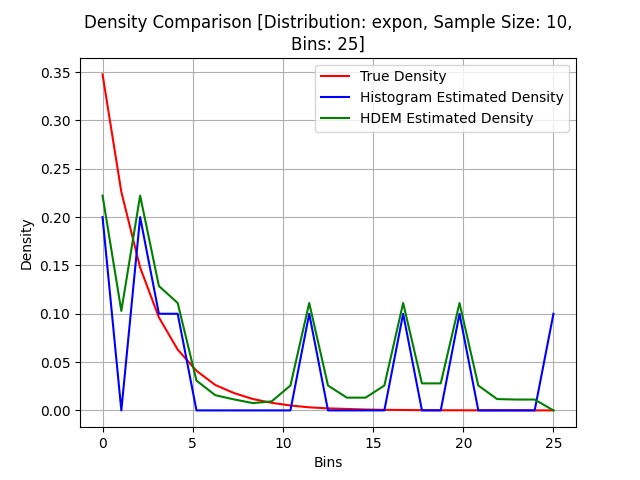 Density Comparison [Distribution: expon, Sample Size: 10,
Bins: 25]
True Density
Histogram Estimated Density
HDEM Estimated Density
Density
0.35
0.30
0.25
0.20
0.15
0.10
0.05
0.00
0 5 10 15 20 25
Bins